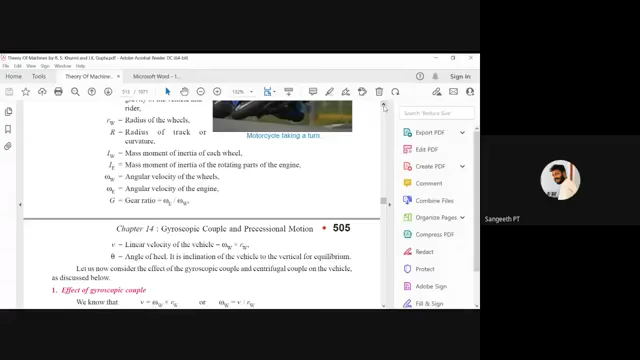 Theory Of Machines by R. S. Khurmi and J.K. Gupta.pdf - Adobe Acrobat Reader DC (64-bit)
File Edit View Sign Window Help
Home Tools Theory Of Machine... Microsoft Word - 1... Sign In
132%
gravity of the vehicle and
rider,
rW = Radius of the wheels,
R = Radius of track or
curvature,
IW = Mass moment of inertia of each wheel,
IE = Mass moment of inertia of the rotating parts of the engine,
ωW = Angular velocity of the wheels,
ωE = Angular velocity of the engine,
G = Gear ratio = ωE / ωW,
Motorcycle taking a turn.
Chapter 14 : Gyroscopic Couple and Precessional Motion • 505
v = Linear velocity of the vehicle = ωW × rW,
θ = Angle of heel. It is inclination of the vehicle to the vertical for equilibrium.
Let us now consider the effect of the gyroscopic couple and centrifugal couple on the vehicle,
as discussed below.
1. Effect of gyroscopic couple
We know that v = ωW × rW or ωW = v / rW
Search 'Reduce Size'
Export PDF
Edit PDF
Create PDF
Comment
Combine Files
Organize Pages
Compress PDF
Redact
Protect
Adobe Sign
Fill & Sign
Sangeeth PT